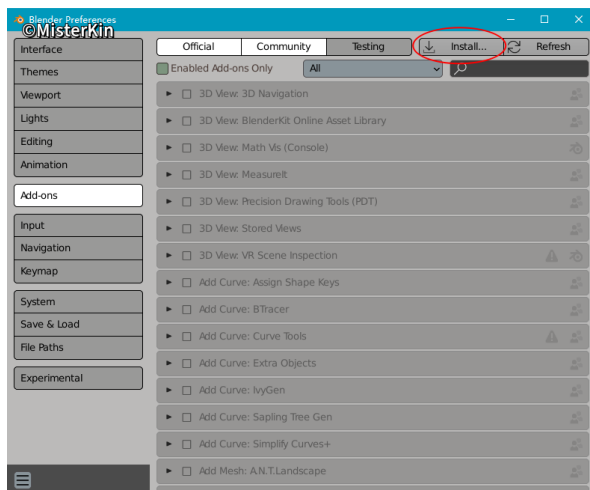 Blender Preferences
©MisterKin
Interface
Themes
Viewport
Lights
Editing
Animation
Add-ons
Input
Navigation
Keymap
System
Save & Load
File Paths
Experimental
Official Community Testing Install... Refresh
Enabled Add-ons Only All
3D View: 3D Navigation
3D View: BlenderKit Online Asset Library
3D View: Math Vis (Console)
3D View: MeasureIt
3D View: Precision Drawing Tools (PDT)
3D View: Stored Views
3D View: VR Scene Inspection
Add Curve: Assign Shape Keys
Add Curve: BTracer
Add Curve: Curve Tools
Add Curve: Extra Objects
Add Curve: IvyGen
Add Curve: Sapling Tree Gen
Add Curve: Simplify Curves+
Add Mesh: A.N.T.Landscape